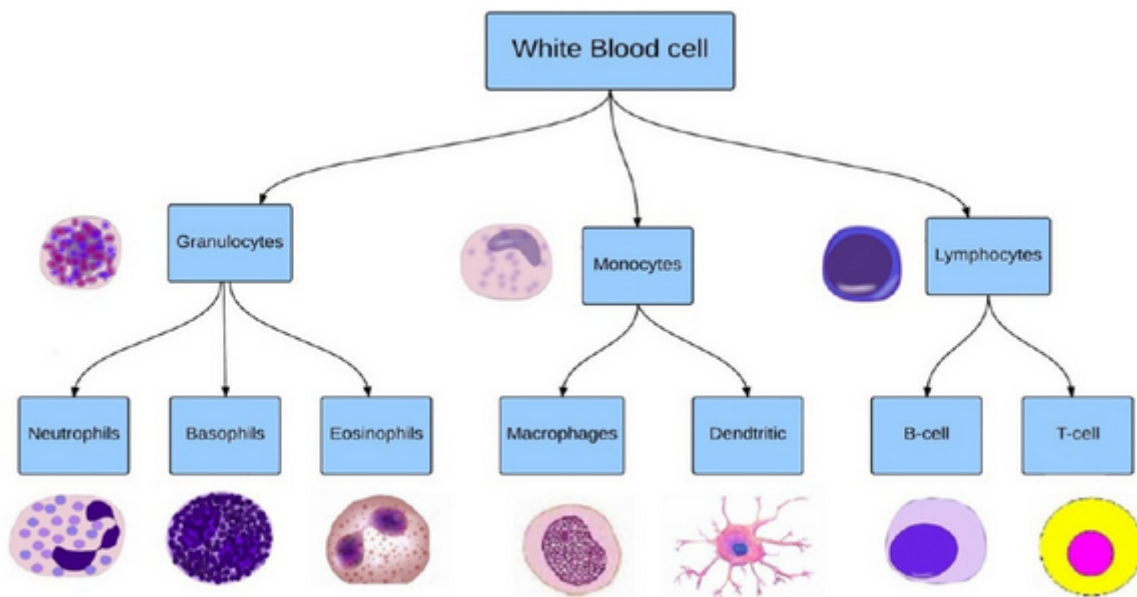 White Blood cell
Granulocytes
Monocytes
Lymphocytes
Neutrophils
Basophils
Eosinophils
Macrophages
Dendtritic
B-cell
T-cell